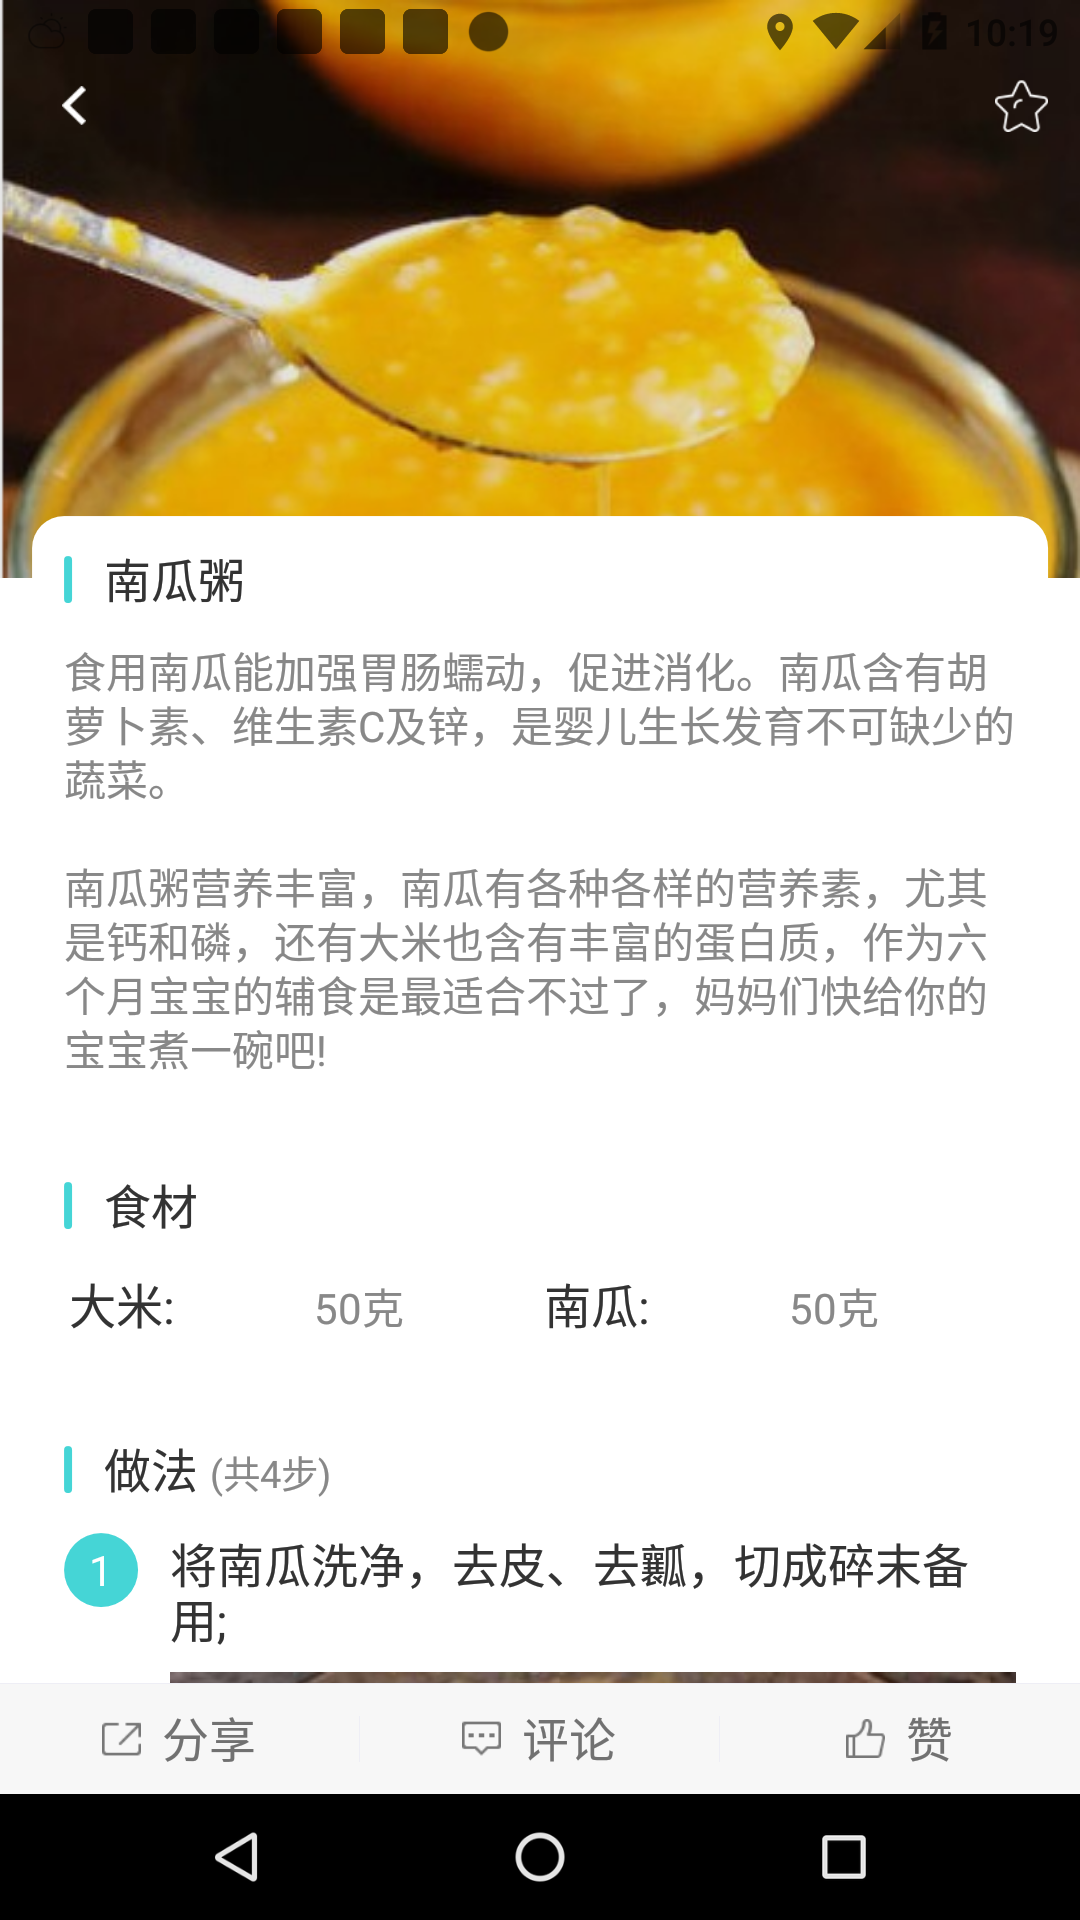 10:19
南瓜粥
食用南瓜能加强胃肠蠕动，促进消化。南瓜含有胡
萝卜素、维生素C及锌，是婴儿生长发育不可缺少的
蔬菜。
南瓜粥营养丰富，南瓜有各种各样的营养素，尤其
是钙和磷，还有大米也含有丰富的蛋白质，作为六
个月宝宝的辅食是最适合不过了，妈妈们快给你的
宝宝煮一碗吧!
食材
大米: 50克 南瓜: 50克
做法 (共4步)
1 将南瓜洗净，去皮、去瓤，切成碎末备
用;
分享 评论 赞